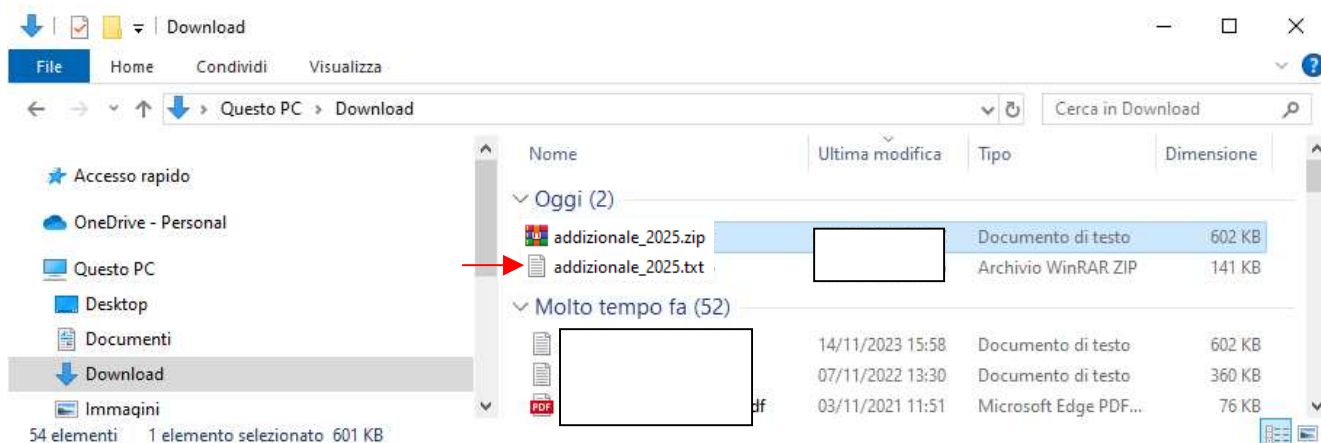 Download
File Home Condividi Visualizza
Questo PC > Download
Cerca in Download
Nome Ultima modifica Tipo Dimensione
Accesso rapido
Oggi (2)
OneDrive - Personal
addizionale_2025.zip Documento di testo 602 KB
Questo PC
addizionale_2025.txt Archivio WinRAR ZIP 141 KB
Desktop
Molto tempo fa (52)
Documenti
14/11/2023 15:58 Documento di testo 602 KB
Download
07/11/2022 13:30 Documento di testo 360 KB
Immagini
PDF df 03/11/2021 11:51 Microsoft Edge PDF... 76 KB
54 elementi 1 elemento selezionato 601 KB